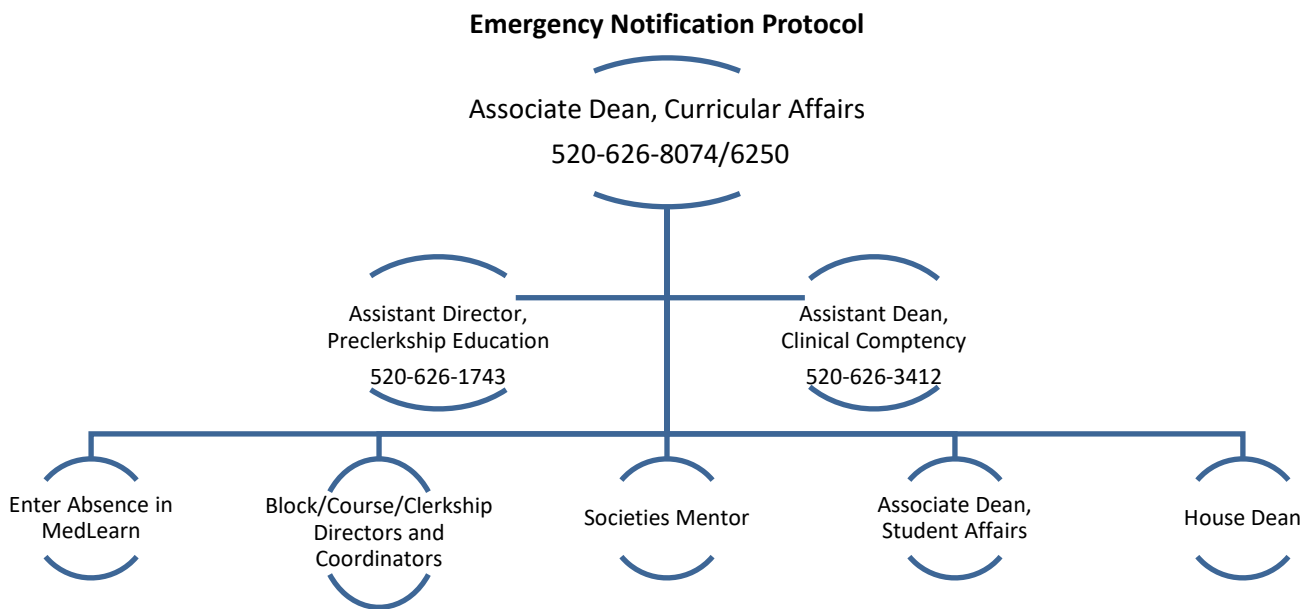 Emergency Notification Protocol
Associate Dean, Curricular Affairs
520-626-8074/6250
Assistant Director,
Preclerkship Education
520-626-1743
Assistant Dean,
Clinical Comptency
520-626-3412
Enter Absence in
MedLearn
Block/Course/Clerkship
Directors and
Coordinators
Societies Mentor
Associate Dean,
Student Affairs
House Dean